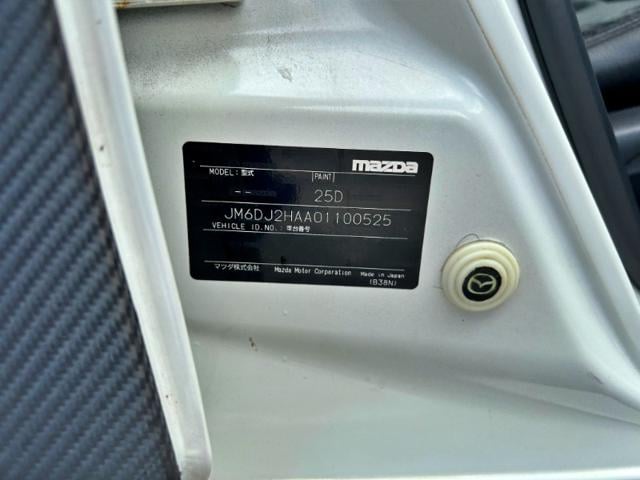 mazda
MODEL: 型式 [PAINT]
-- 25D
JM6DJ2HAA01100525
VEHICLE ID.NO.: 車台番号
マツダ株式会社 Mazda Motor Corporation Made in Japan
(B38N)